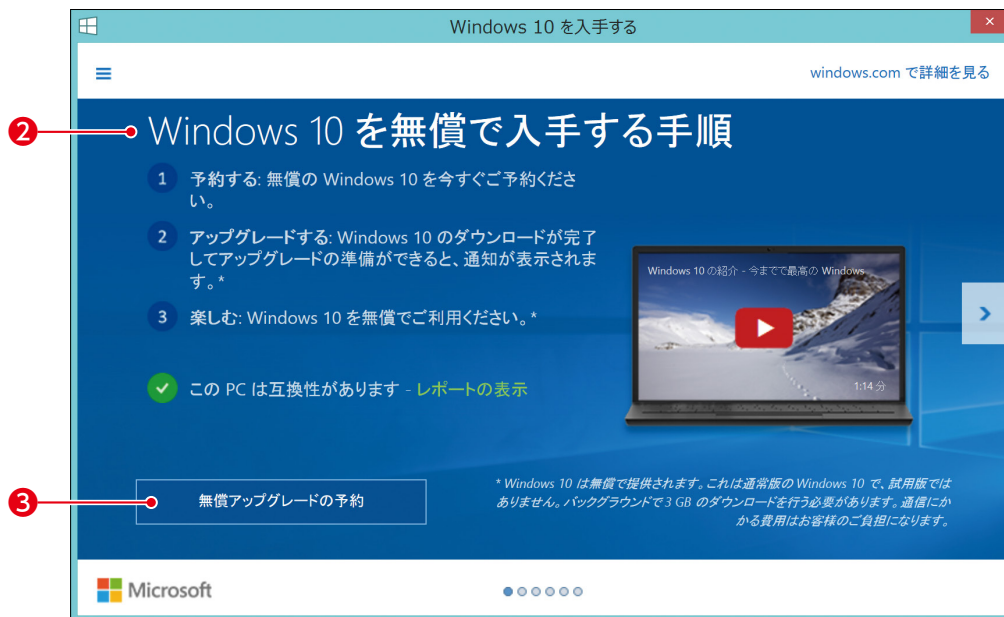 Windows 10 を入手する
×
windows.com で詳細を見る
❷
Windows 10 を無償で入手する手順
1 予約する: 無償の Windows 10 を今すぐご予約くださ
い。
2 アップグレードする: Windows 10 のダウンロードが完了
してアップグレードの準備ができると、通知が表示されま
す。*
3 楽しむ: Windows 10 を無償でご利用ください。*
Windows 10 の紹介 - 今までで最高の Windows
1:14 分
この PC は互換性があります - レポートの表示
❸
無償アップグレードの予約
* Windows 10 は無償で提供されます。これは通常版の Windows 10 で、試用版では
ありません。バックグラウンドで 3 GB のダウンロードを行う必要があります。通信にか
かる費用はお客様のご負担になります。
Microsoft